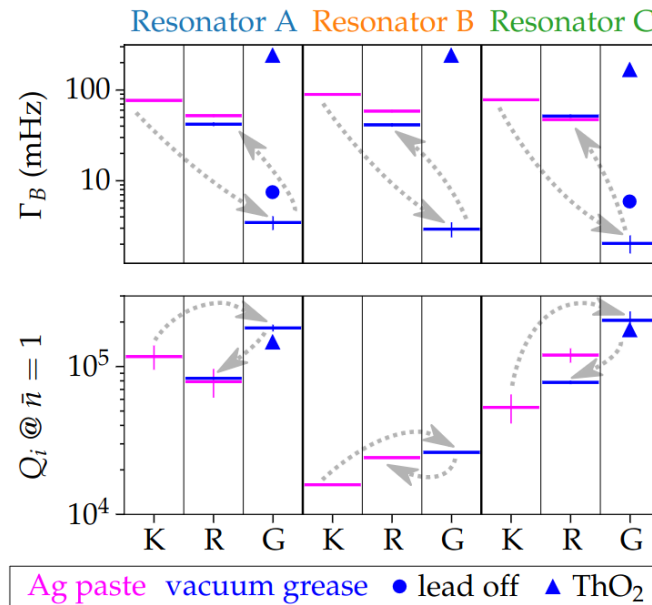 Resonator A Resonator B Resonator C
Γ_B (mHz)
100
10
Q_i @ n̄ = 1
10^5
10^4
K R G K R G K R G
Ag paste vacuum grease lead off ThO₂